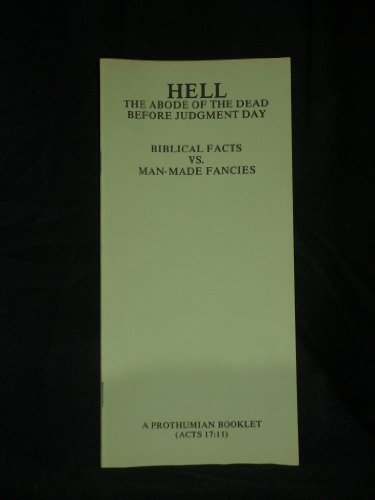 HELL
THE ABODE OF THE DEAD
BEFORE JUDGMENT DAY
BIBLICAL FACTS
VS.
MAN-MADE FANCIES
A PROTHUMIAN BOOKLET
(ACTS 17:11)